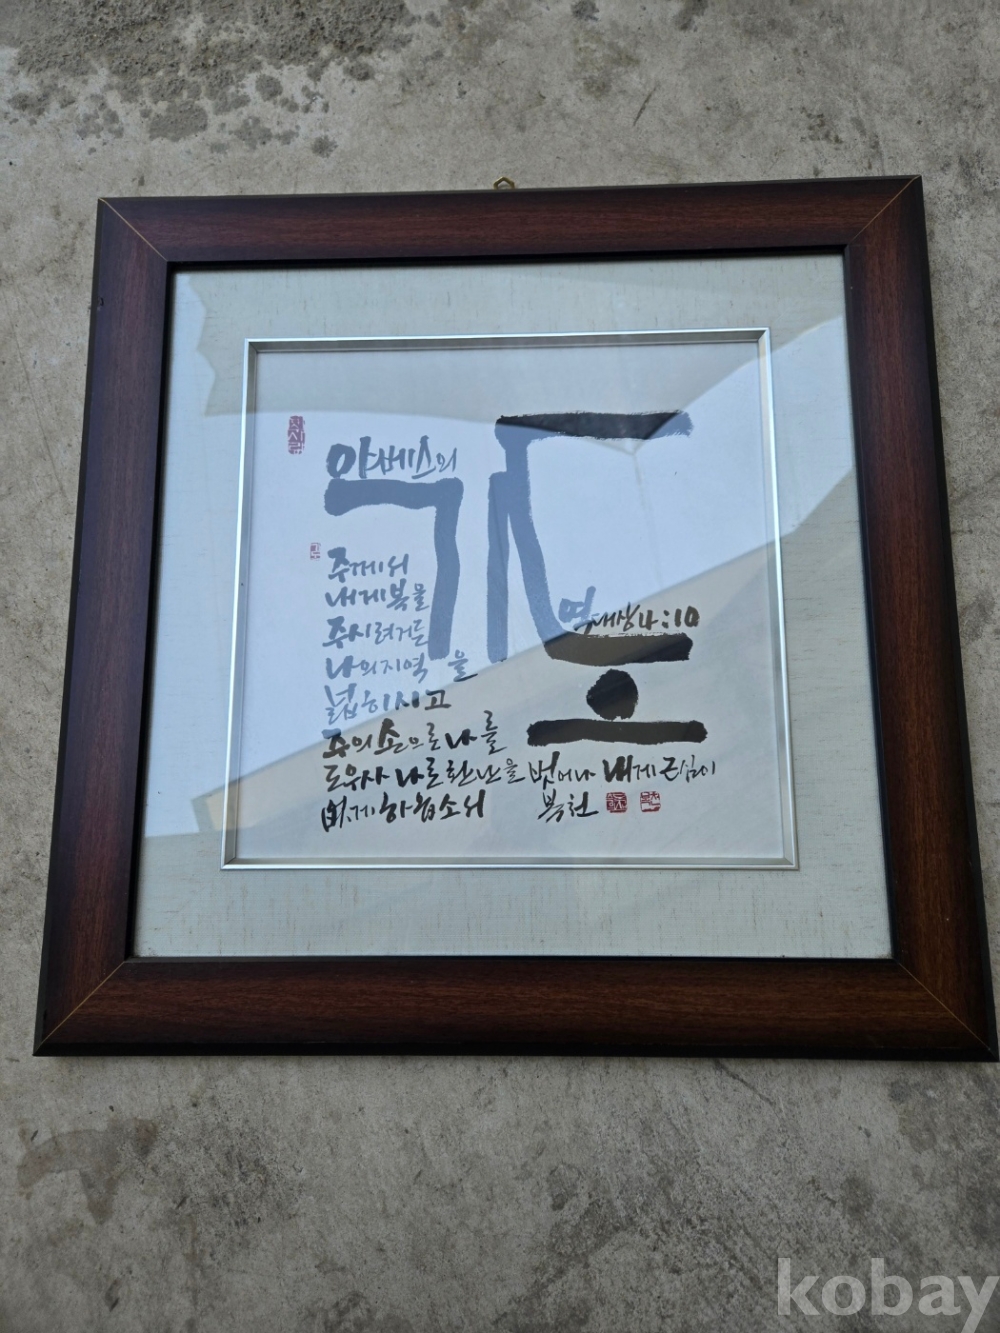 야베스의
기도
주께서
내게 복을
주시려거든
나의 지역을
넓히시고
주의 손으로 나를
도우사 나로 환난을 벗어나 내게 근심이
없게 하옵소서
역대상 4:10
복천
kobay